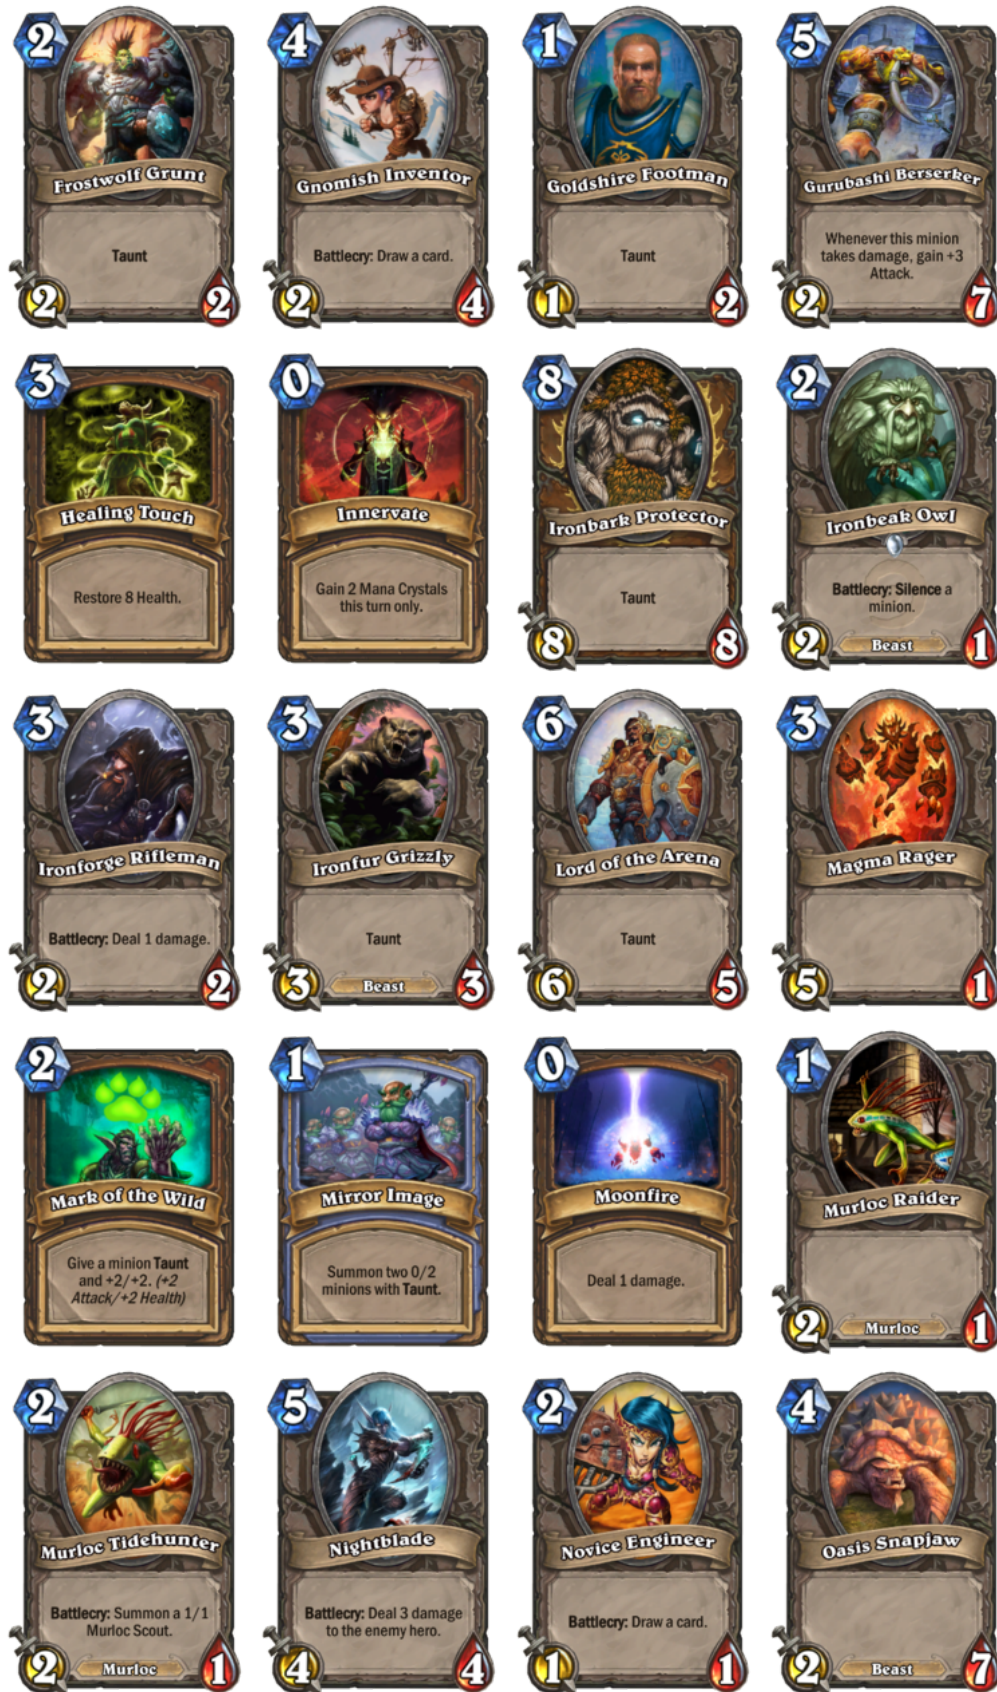 2
Frostwolf Grunt
Taunt
2
2
4
Gnomish Inventor
Battlecry: Draw a card.
2
4
1
Goldshire Footman
Taunt
1
2
5
Gurubashi Berserker
Whenever this minion
takes damage, gain +3
Attack.
2
7
3
Healing Touch
Restore 8 Health.
0
Innervate
Gain 2 Mana Crystals
this turn only.
8
Ironbark Protector
Taunt
8
8
2
Ironbeak Owl
Battlecry: Silence a
minion.
2
Beast
1
3
Ironforge Rifleman
Battlecry: Deal 1 damage.
2
2
3
Ironfur Grizzly
Taunt
3
Beast
3
6
Lord of the Arena
Taunt
6
5
3
Magma Rager
5
1
2
Mark of the Wild
Give a minion Taunt
and +2/+2. (+2
Attack/+2 Health)
1
Mirror Image
Summon two 0/2
minions with Taunt.
0
Moonfire
Deal 1 damage.
1
Murloc Raider
2
Murloc
1
2
Murloc Tidehunter
Battlecry: Summon a 1/1
Murloc Scout.
2
Murloc
1
5
Nightblade
Battlecry: Deal 3 damage
to the enemy hero.
4
4
2
Novice Engineer
Battlecry: Draw a card.
1
1
4
Oasis Snapjaw
2
Beast
7